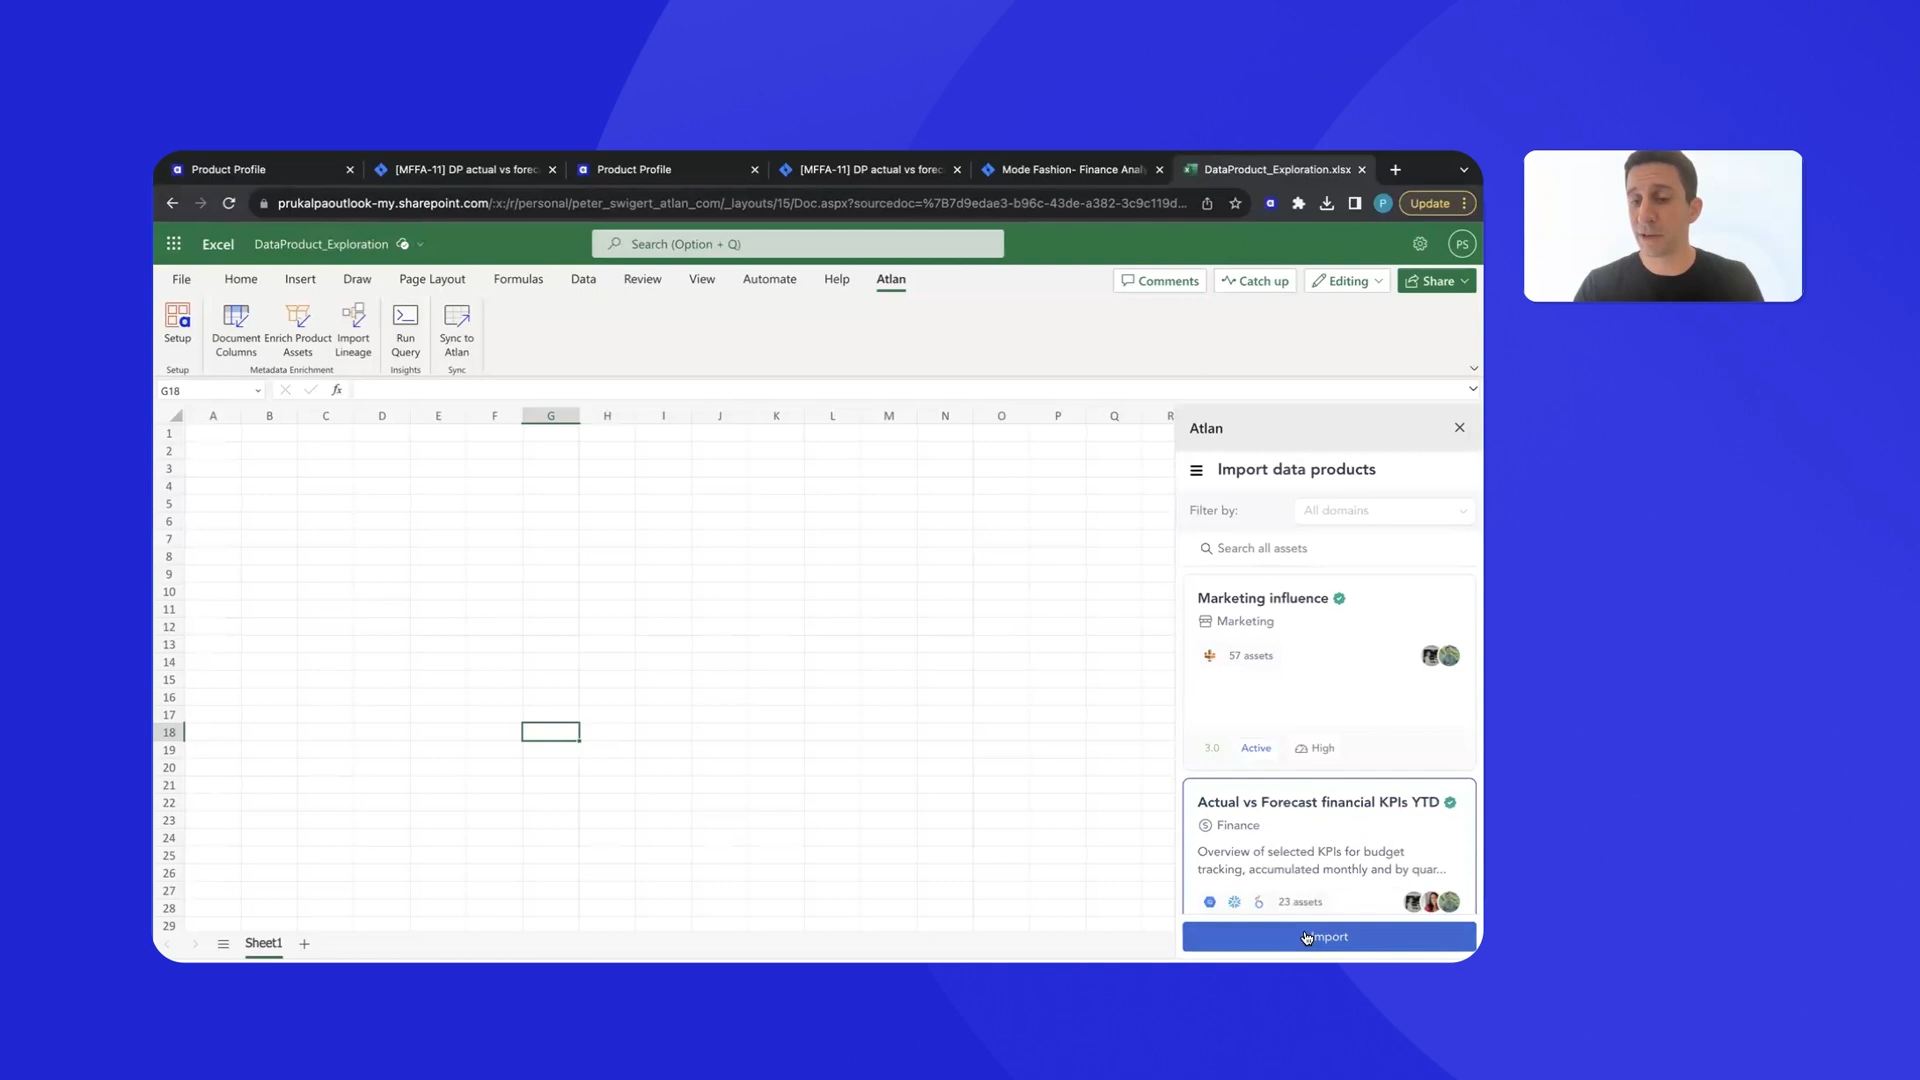 Product Profile
[MFFA-11] DP actual vs forec
Product Profile
[MFFA-11] DP actual vs forec
Mode Fashion- Finance Analy
DataProduct_Exploration.xlsx
prukalpaoutlook-my.sharepoint.com/:x:/r/personal/peter_swigert_atlan_com/_layouts/15/Doc.aspx?sourcedoc=%7B7d9edae3-b96c-43de-a382-3c9c119d...
P
Update
Excel
DataProduct_Exploration
Search (Option + Q)
PS
File
Home
Insert
Draw
Page Layout
Formulas
Data
Review
View
Automate
Help
Atlan
Comments
Catch up
Editing
Share
Setup
Document Columns
Enrich Product Assets
Import Lineage
Run Query
Sync to Atlan
Setup
Metadata Enrichment
Insights
Sync
G18
fx
A B C D E F G H I J K L M N O P Q R
1
2
3
4
5
6
7
8
9
10
11
12
13
14
15
16
17
18
19
20
21
22
23
24
25
26
27
28
29
Atlan
Import data products
Filter by:
All domains
Search all assets
Marketing influence
Marketing
57 assets
3.0
Active
High
Actual vs Forecast financial KPIs YTD
Finance
Overview of selected KPIs for budget
tracking, accumulated monthly and by quar...
23 assets
Import
Sheet1